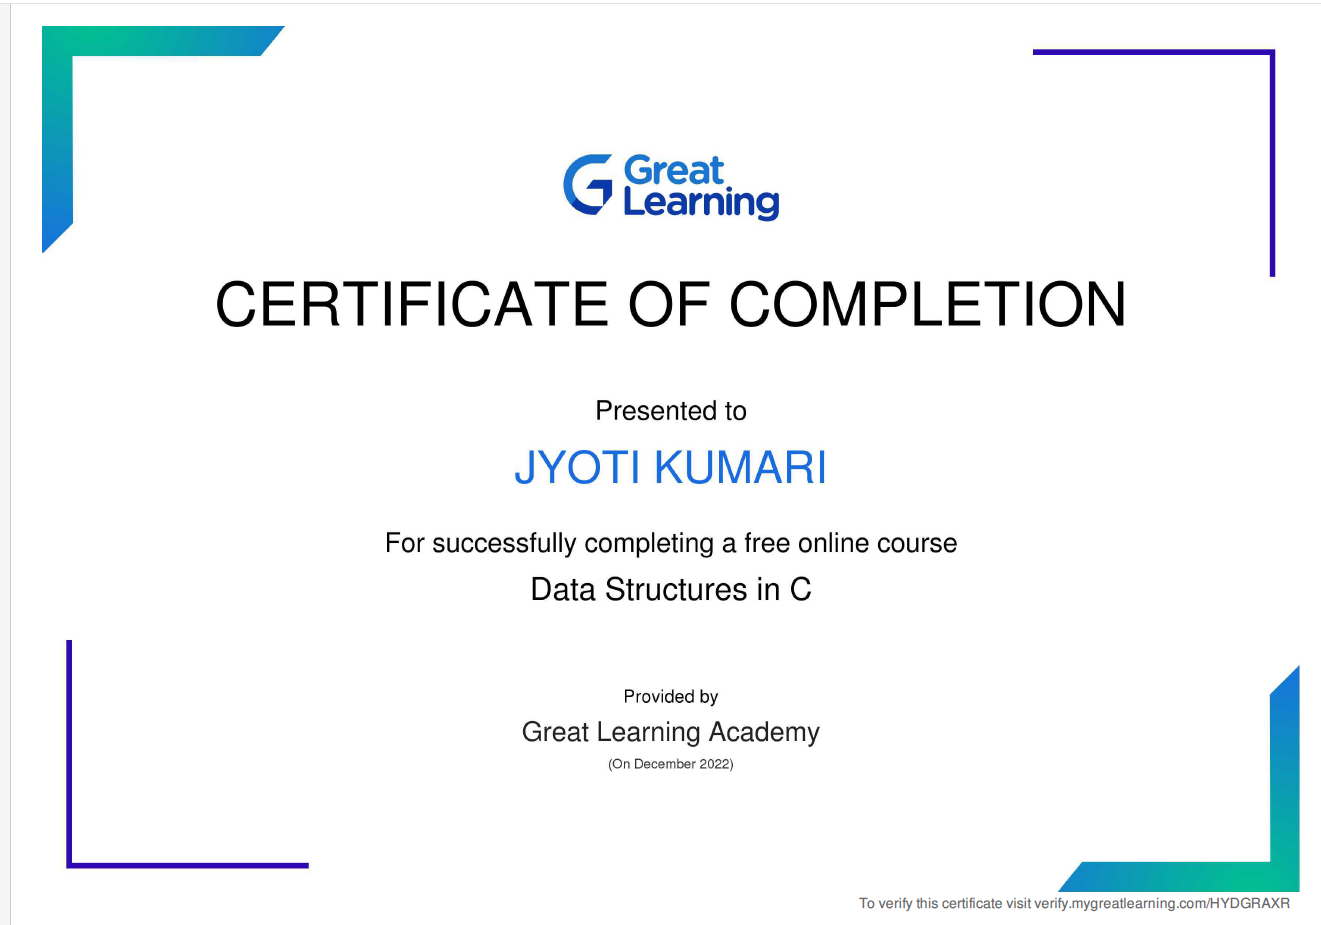 Great
Learning
CERTIFICATE OF COMPLETION
Presented to
JYOTI KUMARI
For successfully completing a free online course
Data Structures in C
Provided by
Great Learning Academy
(On December 2022)
To verify this certificate visit verify.mygreatlearning.com/HYDGRAXR